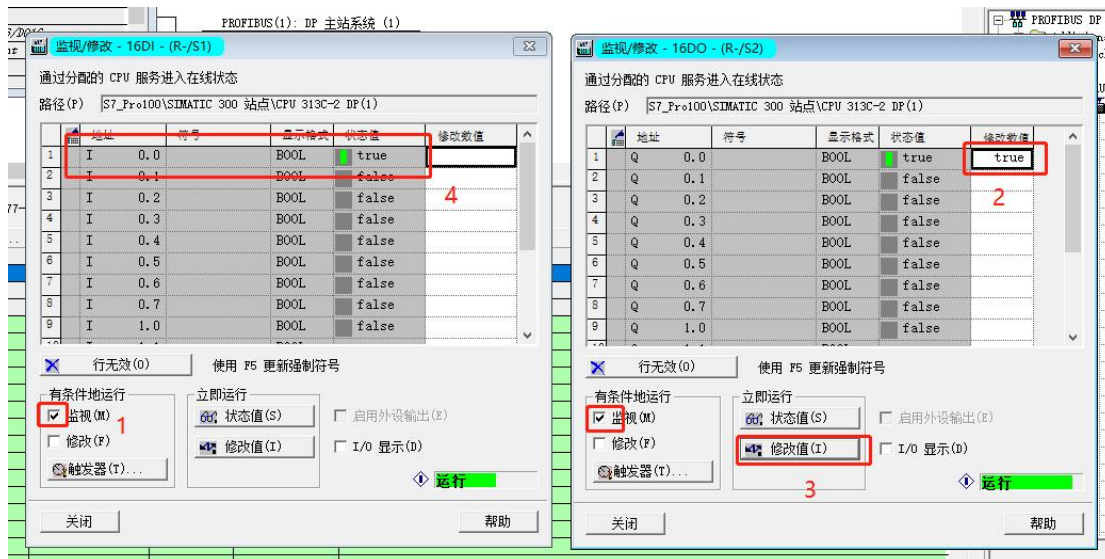 PROFIBUS(1): DP 主站系统 (1)
PROFIBUS DP
监视/修改 - 16DI - (R-/S1)
通过分配的 CPU 服务进入在线状态
路径(P) S7_Pro100\SIMATIC 300 站点\CPU 313C-2 DP(1)
地址 符号 显示格式 状态值 修改数值
1 I 0.0 BOOL true
2 I 0.1 BOOL false
3 I 0.2 BOOL false
4 I 0.3 BOOL false
5 I 0.4 BOOL false
6 I 0.5 BOOL false
7 I 0.6 BOOL false
8 I 0.7 BOOL false
9 I 1.0 BOOL false
4
行无效(O) 使用 F5 更新强制符号
有条件地运行 立即运行
监视(M) 状态值(S) 启用外设输出(E)
1
修改(F) 修改值(I) I/O 显示(D)
触发器(T)...
运行
关闭 帮助
监视/修改 - 16DO - (R-/S2)
通过分配的 CPU 服务进入在线状态
路径(P) S7_Pro100\SIMATIC 300 站点\CPU 313C-2 DP(1)
地址 符号 显示格式 状态值 修改数值
1 Q 0.0 BOOL true true
2 Q 0.1 BOOL false
3 Q 0.2 BOOL false
4 Q 0.3 BOOL false
5 Q 0.4 BOOL false
6 Q 0.5 BOOL false
7 Q 0.6 BOOL false
8 Q 0.7 BOOL false
9 Q 1.0 BOOL false
2
行无效(O) 使用 F5 更新强制符号
有条件地运行 立即运行
监视(M) 状态值(S) 启用外设输出(E)
修改(F) 修改值(I) I/O 显示(D)
触发器(T)...
3
运行
关闭 帮助